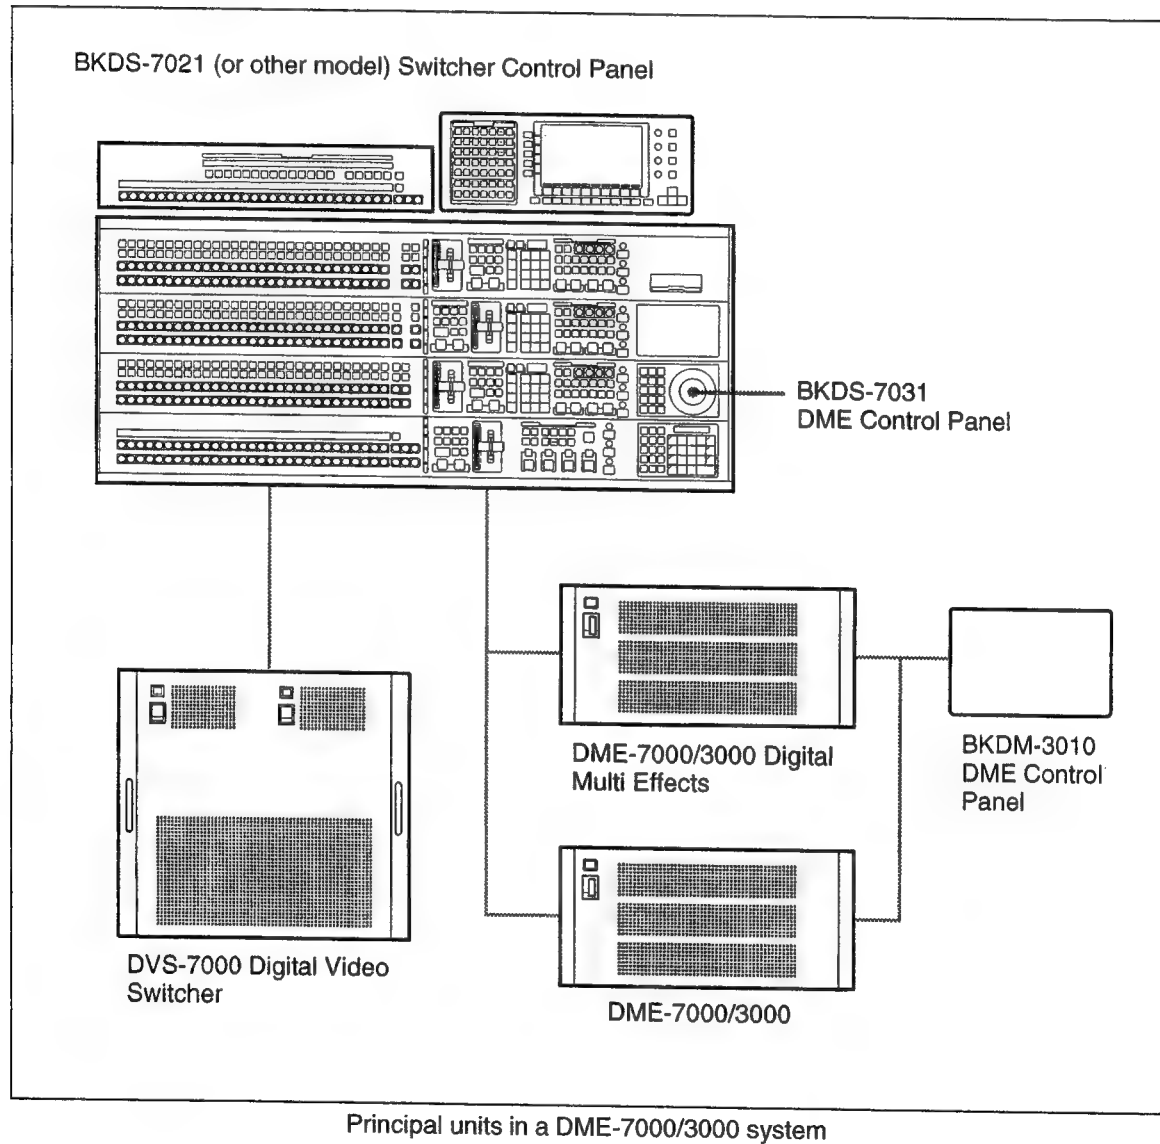 BKDS-7021 (or other model) Switcher Control Panel
BKDS-7031
DME Control Panel
DME-7000/3000 Digital
Multi Effects
BKDM-3010
DME Control
Panel
DVS-7000 Digital Video
Switcher
DME-7000/3000
Principal units in a DME-7000/3000 system